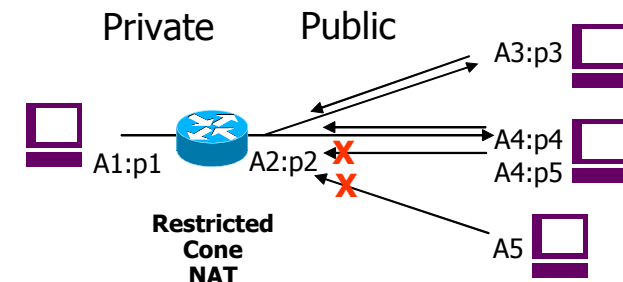 Private Public
A3:p3
A4:p4
A1:p1 A2:p2 X A4:p5
X
Restricted
Cone
NAT
A5